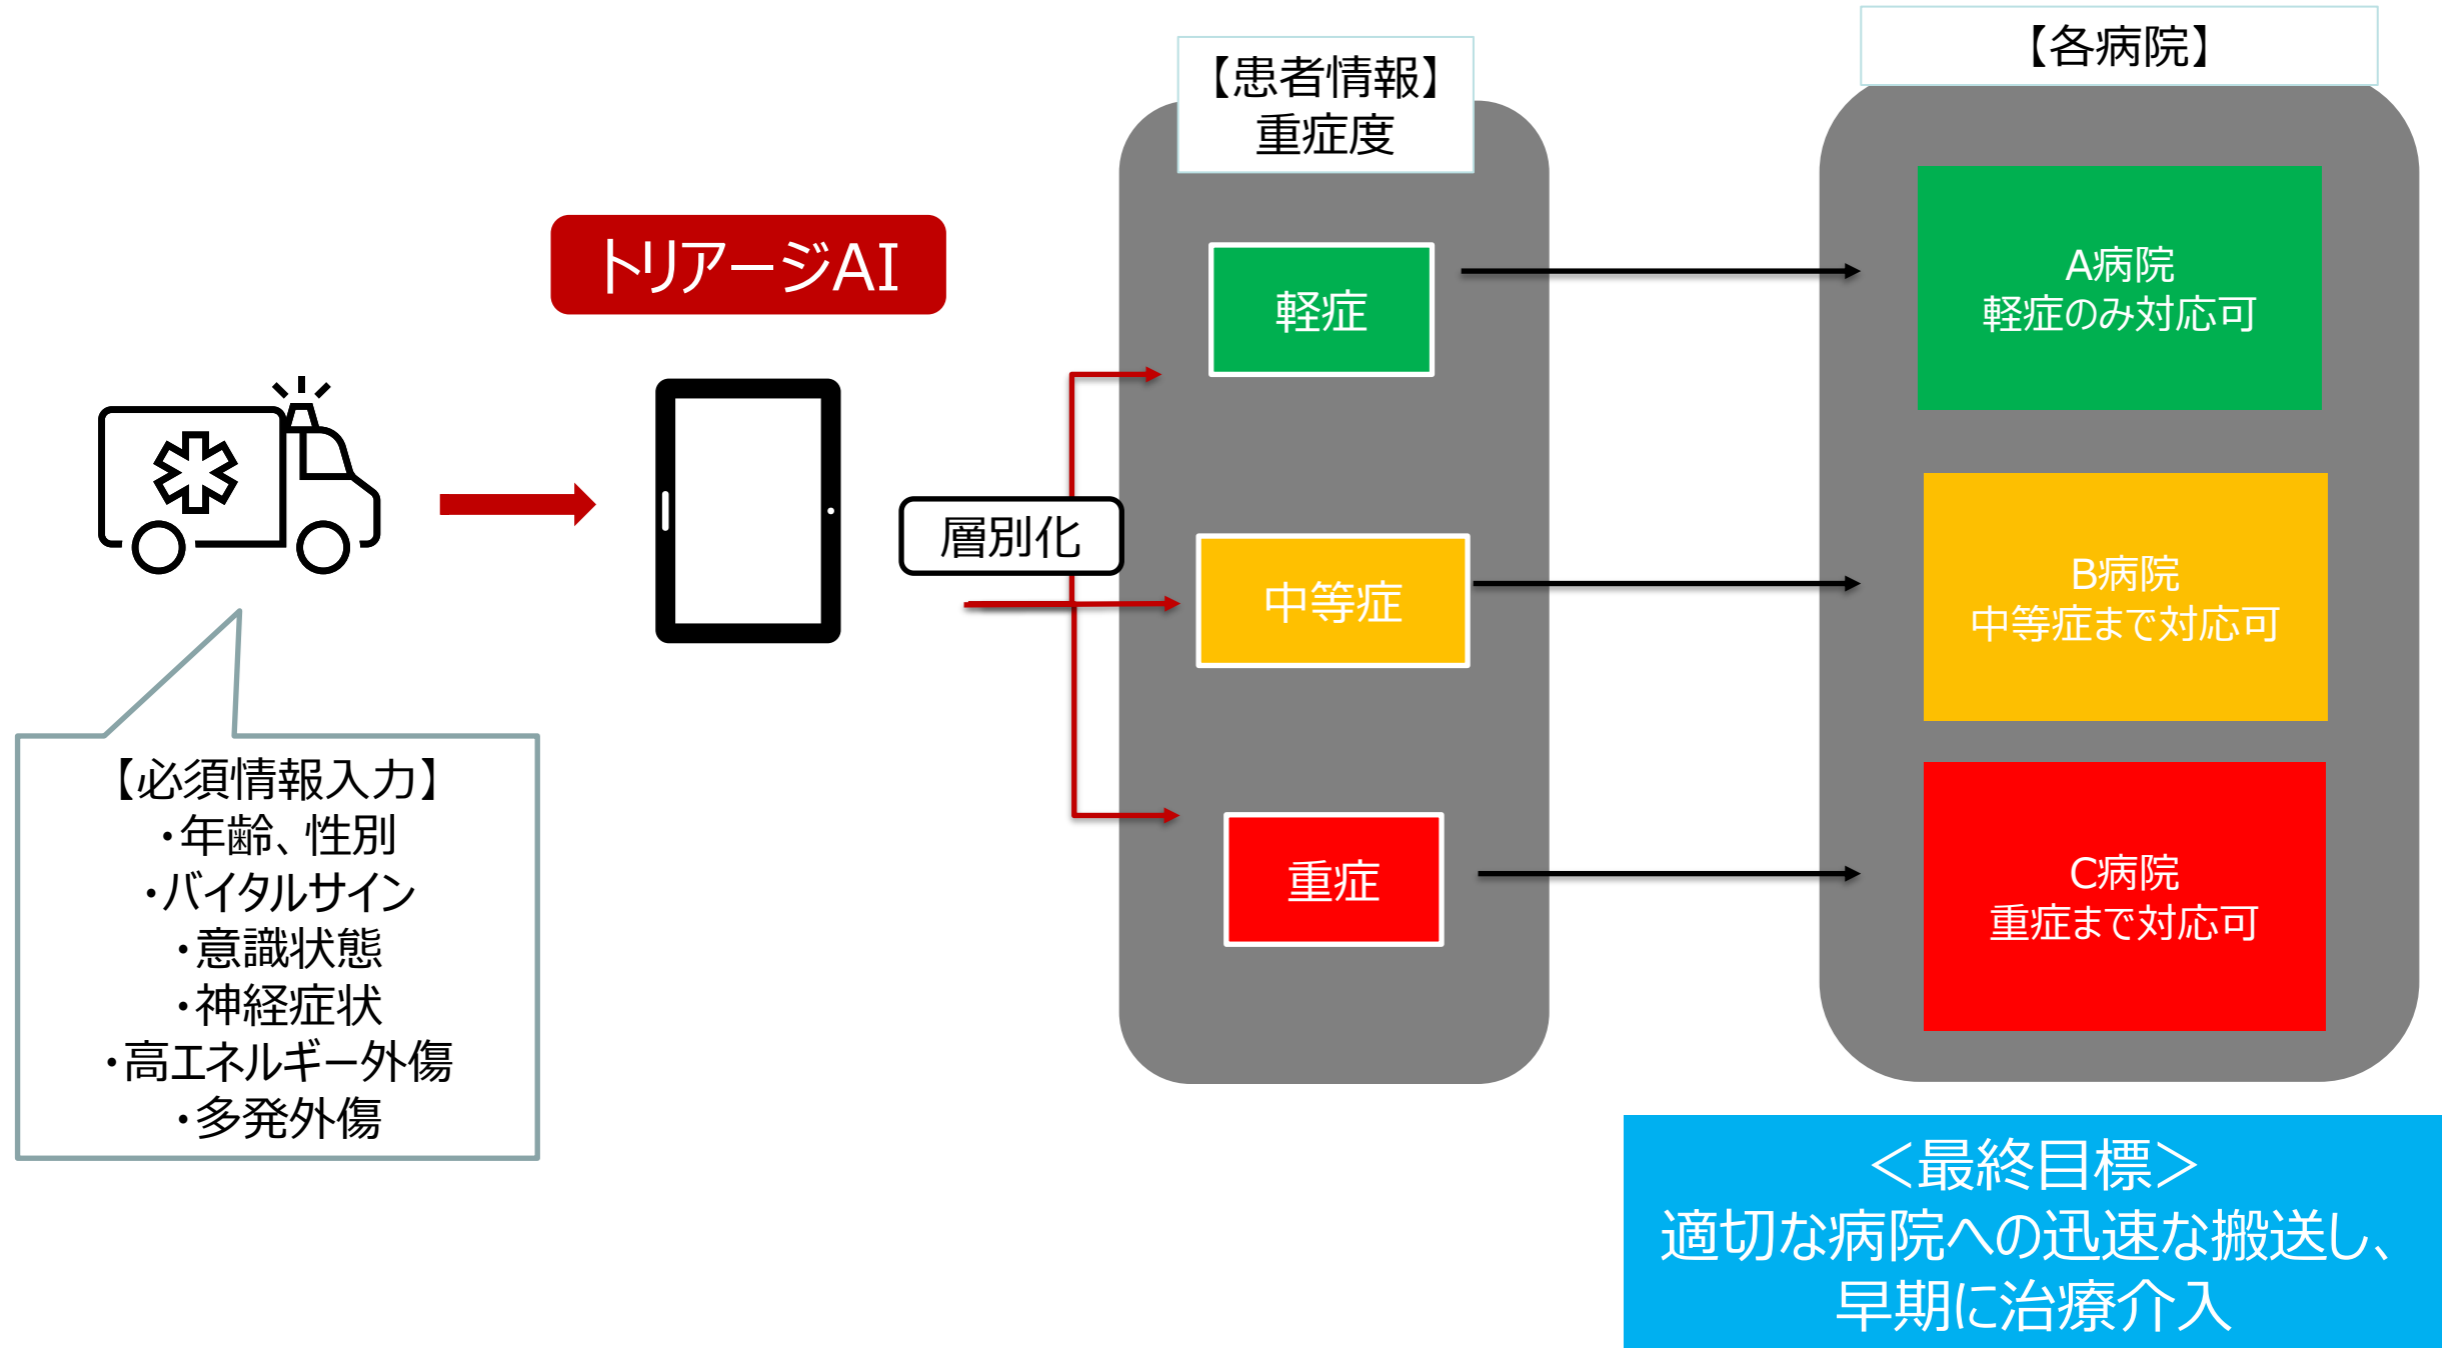 トリアージAI
【必須情報入力】
・年齢、性別
・バイタルサイン
・意識状態
・神経症状
・高エネルギー外傷
・多発外傷
層別化
【患者情報】
重症度
軽症
中等症
重症
【各病院】
A病院
軽症のみ対応可
B病院
中等症まで対応可
C病院
重症まで対応可
＜最終目標＞
適切な病院への迅速な搬送し、
早期に治療介入